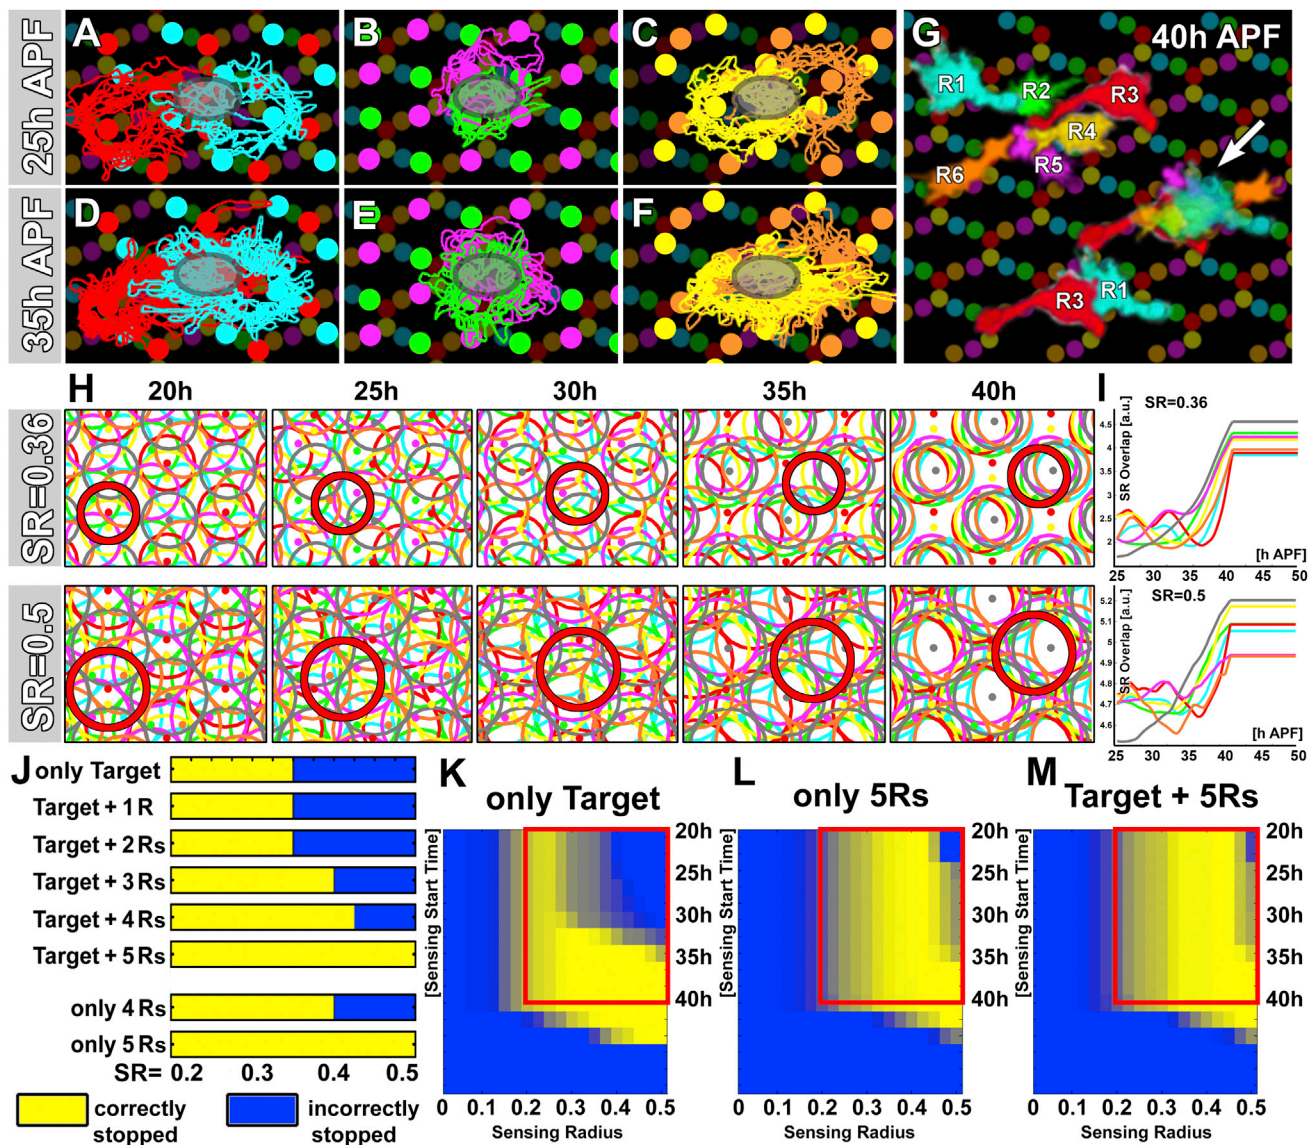 25h APF
A
B
C
G
40h APF
R1
R2
R3
R4
R5
R6
35h APF
D
E
F
R3
R1
H
20h
25h
30h
35h
40h
I
SR=0.36
SR=0.36
SR Overlap [a.u.]
4.5
4
3.5
3
2.5
2
[h APF]
25 30 35 40 45 50
SR=0.5
SR=0.5
SR Overlap [a.u.]
5.2
5.1
5
4.9
4.8
4.7
4.6
[h APF]
25 30 35 40 45 50
J
only Target
Target + 1 R
Target + 2 Rs
Target + 3 Rs
Target + 4 Rs
Target + 5 Rs
only 4 Rs
only 5 Rs
SR= 0.2 0.3 0.4 0.5
correctly stopped
incorrectly stopped
K
only Target
[Sensing Start Time]
20h
25h
30h
35h
40h
0 0.1 0.2 0.3 0.4 0.5
Sensing Radius
L
only 5Rs
[Sensing Start Time]
20h
25h
30h
35h
40h
0 0.1 0.2 0.3 0.4 0.5
Sensing Radius
M
Target + 5Rs
[Sensing Start Time]
20h
25h
30h
35h
40h
0 0.1 0.2 0.3 0.4 0.5
Sensing Radius